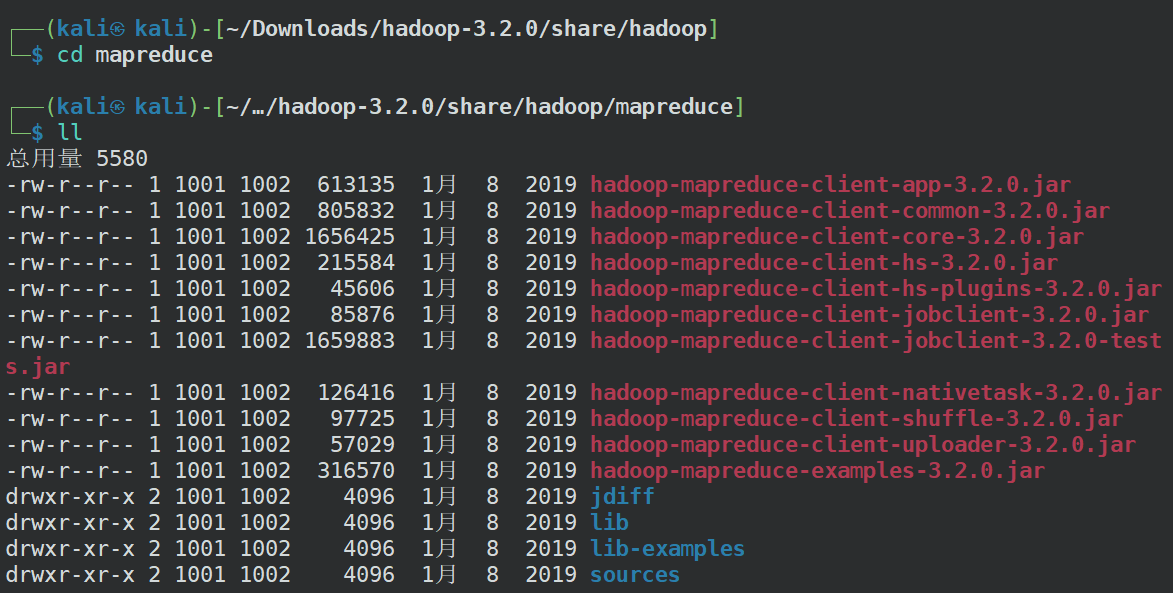 ┌──(kali㉿ kali)-[~/Downloads/hadoop-3.2.0/share/hadoop]
└─$ cd mapreduce
┌──(kali㉿ kali)-[~/…/hadoop-3.2.0/share/hadoop/mapreduce]
└─$ ll
总用量 5580
-rw-r--r-- 1 1001 1002  613135  1月  8  2019 hadoop-mapreduce-client-app-3.2.0.jar
-rw-r--r-- 1 1001 1002  805832  1月  8  2019 hadoop-mapreduce-client-common-3.2.0.jar
-rw-r--r-- 1 1001 1002 1656425  1月  8  2019 hadoop-mapreduce-client-core-3.2.0.jar
-rw-r--r-- 1 1001 1002  215584  1月  8  2019 hadoop-mapreduce-client-hs-3.2.0.jar
-rw-r--r-- 1 1001 1002   45606  1月  8  2019 hadoop-mapreduce-client-hs-plugins-3.2.0.jar
-rw-r--r-- 1 1001 1002   85876  1月  8  2019 hadoop-mapreduce-client-jobclient-3.2.0.jar
-rw-r--r-- 1 1001 1002 1659883  1月  8  2019 hadoop-mapreduce-client-jobclient-3.2.0-test
s.jar
-rw-r--r-- 1 1001 1002  126416  1月  8  2019 hadoop-mapreduce-client-nativetask-3.2.0.jar
-rw-r--r-- 1 1001 1002   97725  1月  8  2019 hadoop-mapreduce-client-shuffle-3.2.0.jar
-rw-r--r-- 1 1001 1002   57029  1月  8  2019 hadoop-mapreduce-client-uploader-3.2.0.jar
-rw-r--r-- 1 1001 1002  316570  1月  8  2019 hadoop-mapreduce-examples-3.2.0.jar
drwxr-xr-x 2 1001 1002    4096  1月  8  2019 jdiff
drwxr-xr-x 2 1001 1002    4096  1月  8  2019 lib
drwxr-xr-x 2 1001 1002    4096  1月  8  2019 lib-examples
drwxr-xr-x 2 1001 1002    4096  1月  8  2019 sources